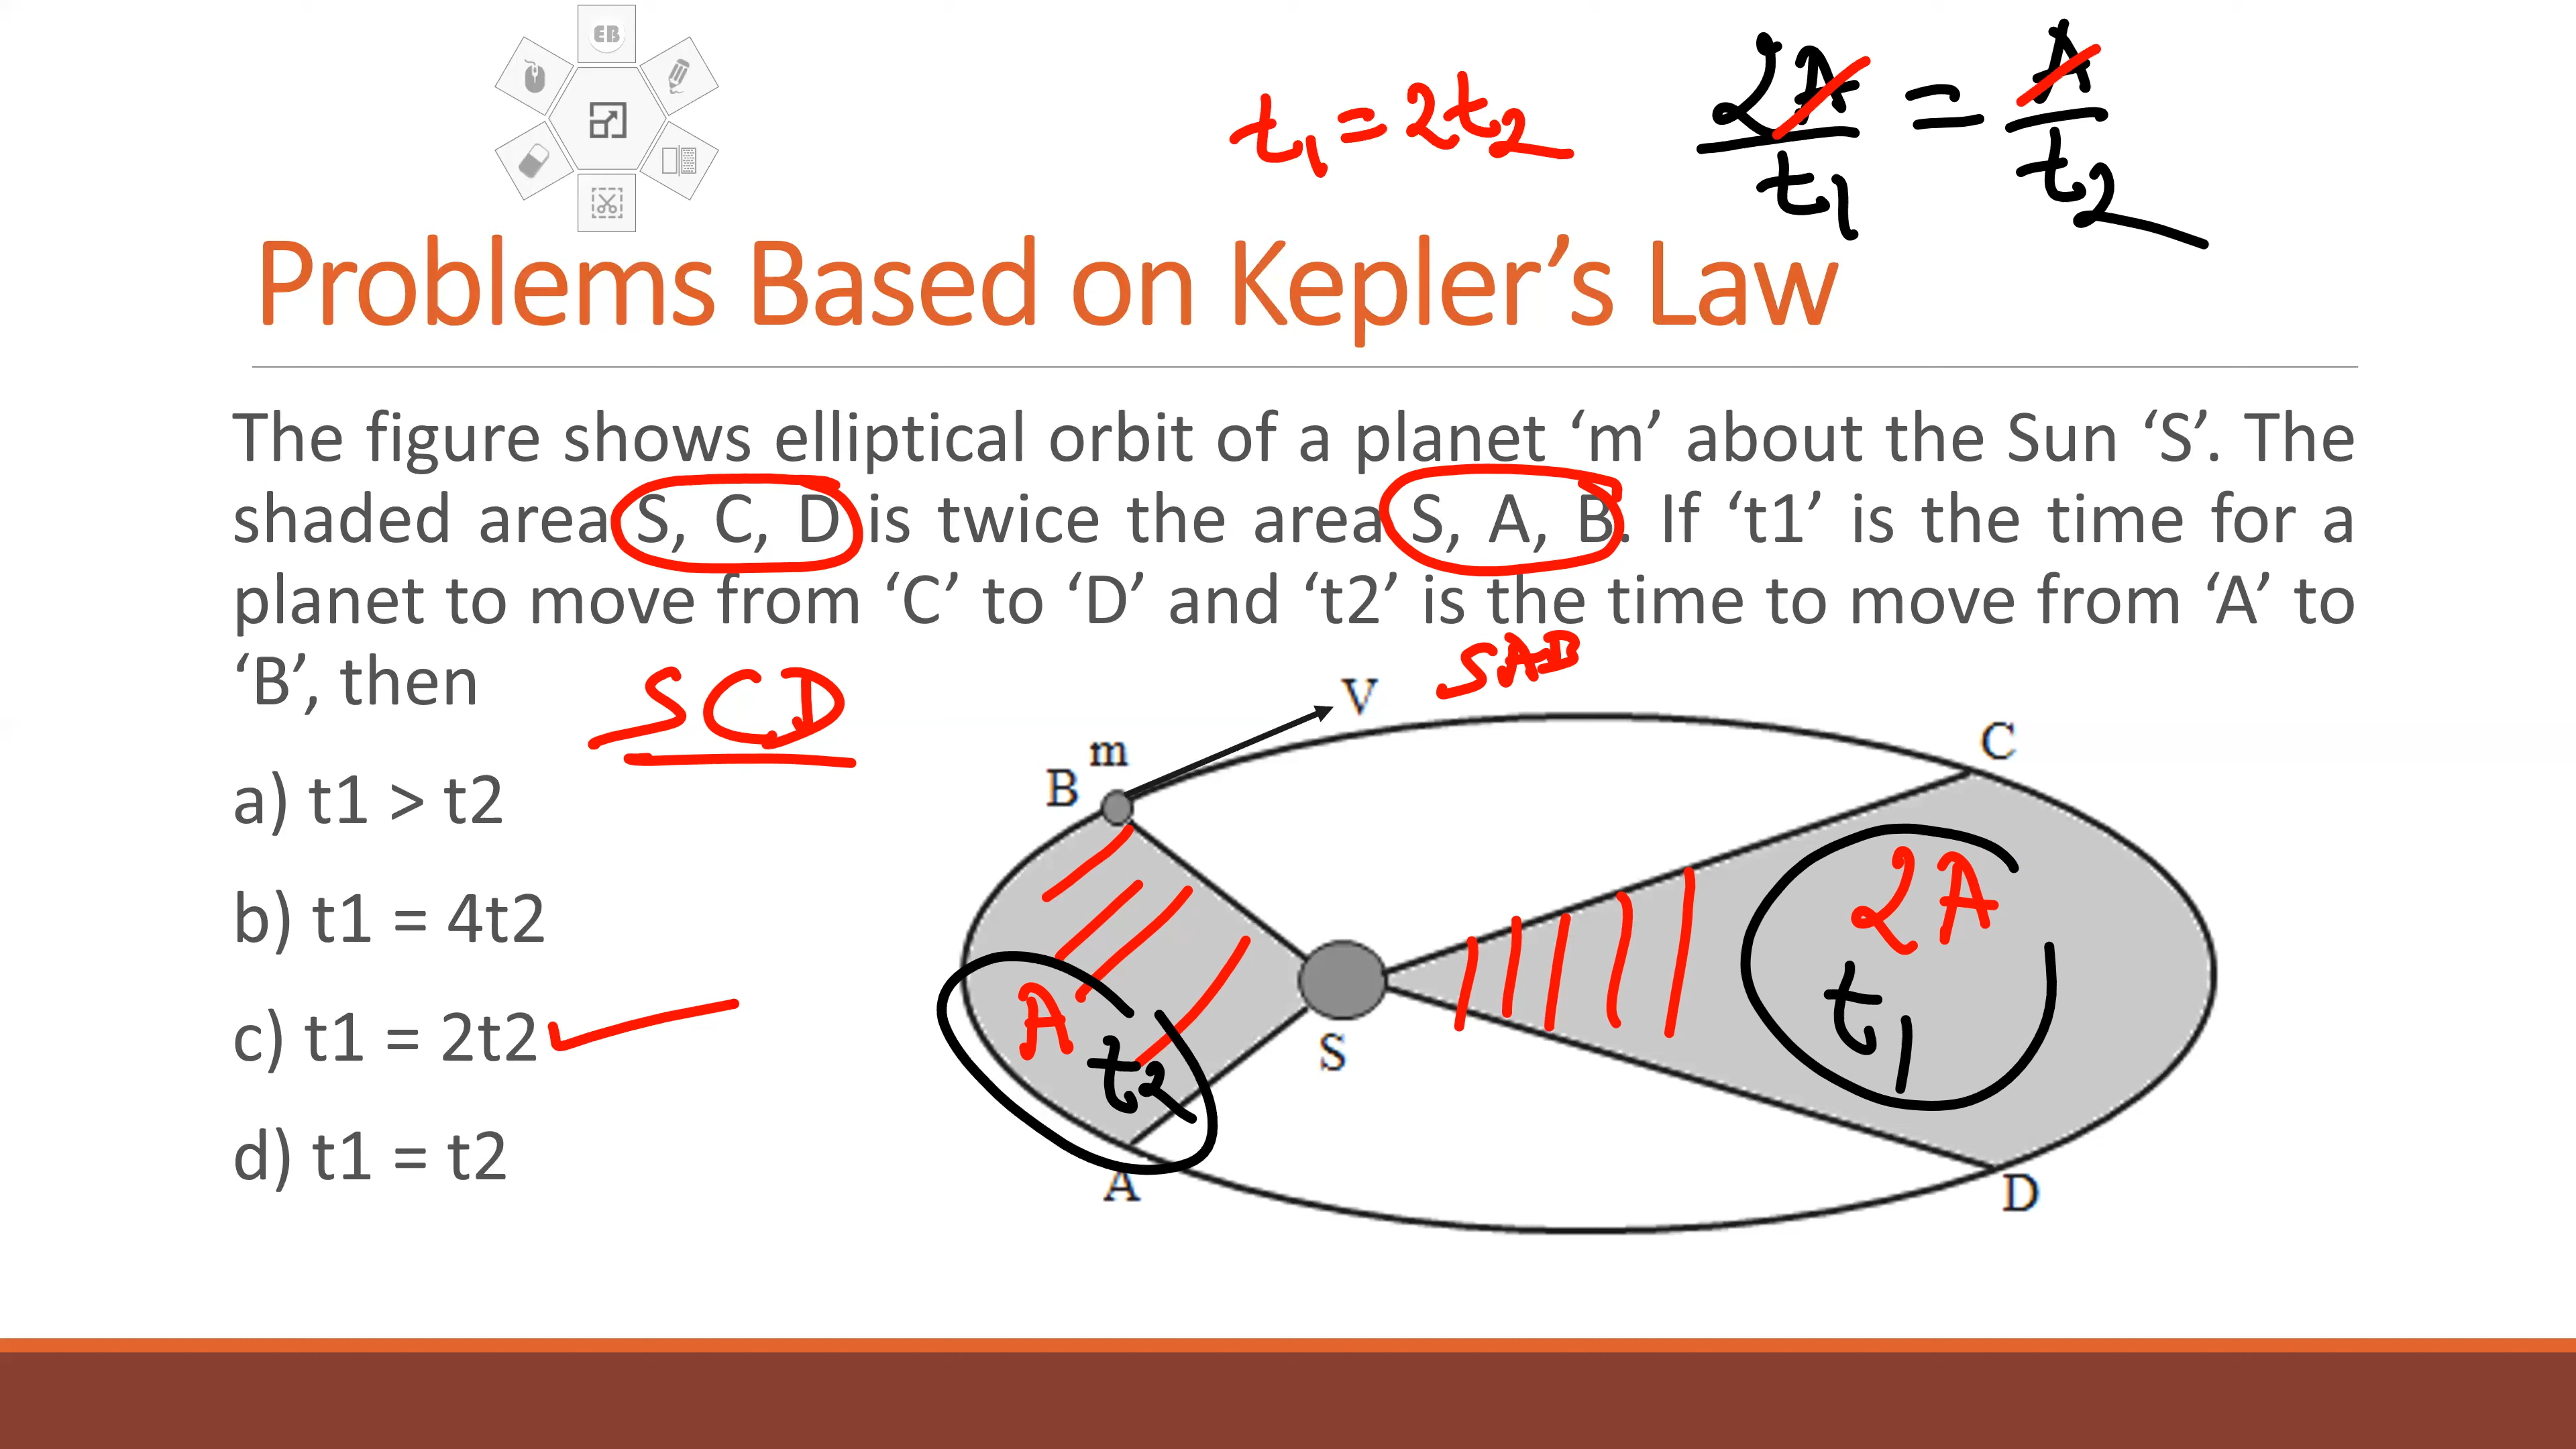 EB
t1 = 2t2
2A/t1 = A/t2
Problems Based on Kepler’s Law
The figure shows elliptical orbit of a planet ‘m’ about the Sun ‘S’. The
shaded area S, C, D is twice the area S, A, B. If ‘t1’ is the time for a
planet to move from ‘C’ to ‘D’ and ‘t2’ is the time to move from ‘A’ to
‘B’, then
SCD
SAB
V
m
B
C
a) t1 > t2
b) t1 = 4t2
2A
t1
A
t2
S
c) t1 = 2t2
d) t1 = t2
A
D